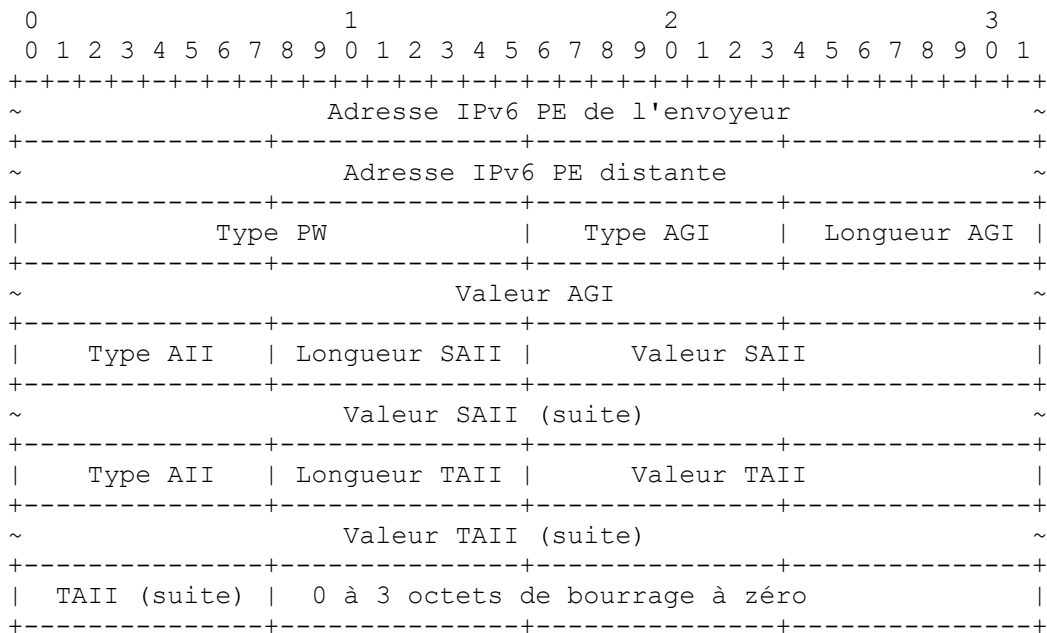 0                   1                   2                   3
0 1 2 3 4 5 6 7 8 9 0 1 2 3 4 5 6 7 8 9 0 1 2 3 4 5 6 7 8 9 0 1
+-+-+-+-+-+-+-+-+-+-+-+-+-+-+-+-+-+-+-+-+-+-+-+-+-+-+-+-+-+-+-+-+
~ Adresse IPv6 PE de l'envoyeur ~
+---------------+---------------+---------------+---------------+
~ Adresse IPv6 PE distante ~
+---------------+---------------+---------------+---------------+
| Type PW | Type AGI | Longueur AGI |
+---------------+---------------+---------------+---------------+
~ Valeur AGI ~
+---------------+---------------+---------------+---------------+
| Type AII | Longueur SAII | Valeur SAII |
+---------------+---------------+---------------+---------------+
~ Valeur SAII (suite) ~
+---------------+---------------+---------------+---------------+
| Type AII | Longueur TAII | Valeur TAII |
+---------------+---------------+---------------+---------------+
~ Valeur TAII (suite) ~
+---------------+---------------+---------------+---------------+
| TAII (suite) | 0 à 3 octets de bourrage à zéro |
+---------------+---------------+---------------+---------------+